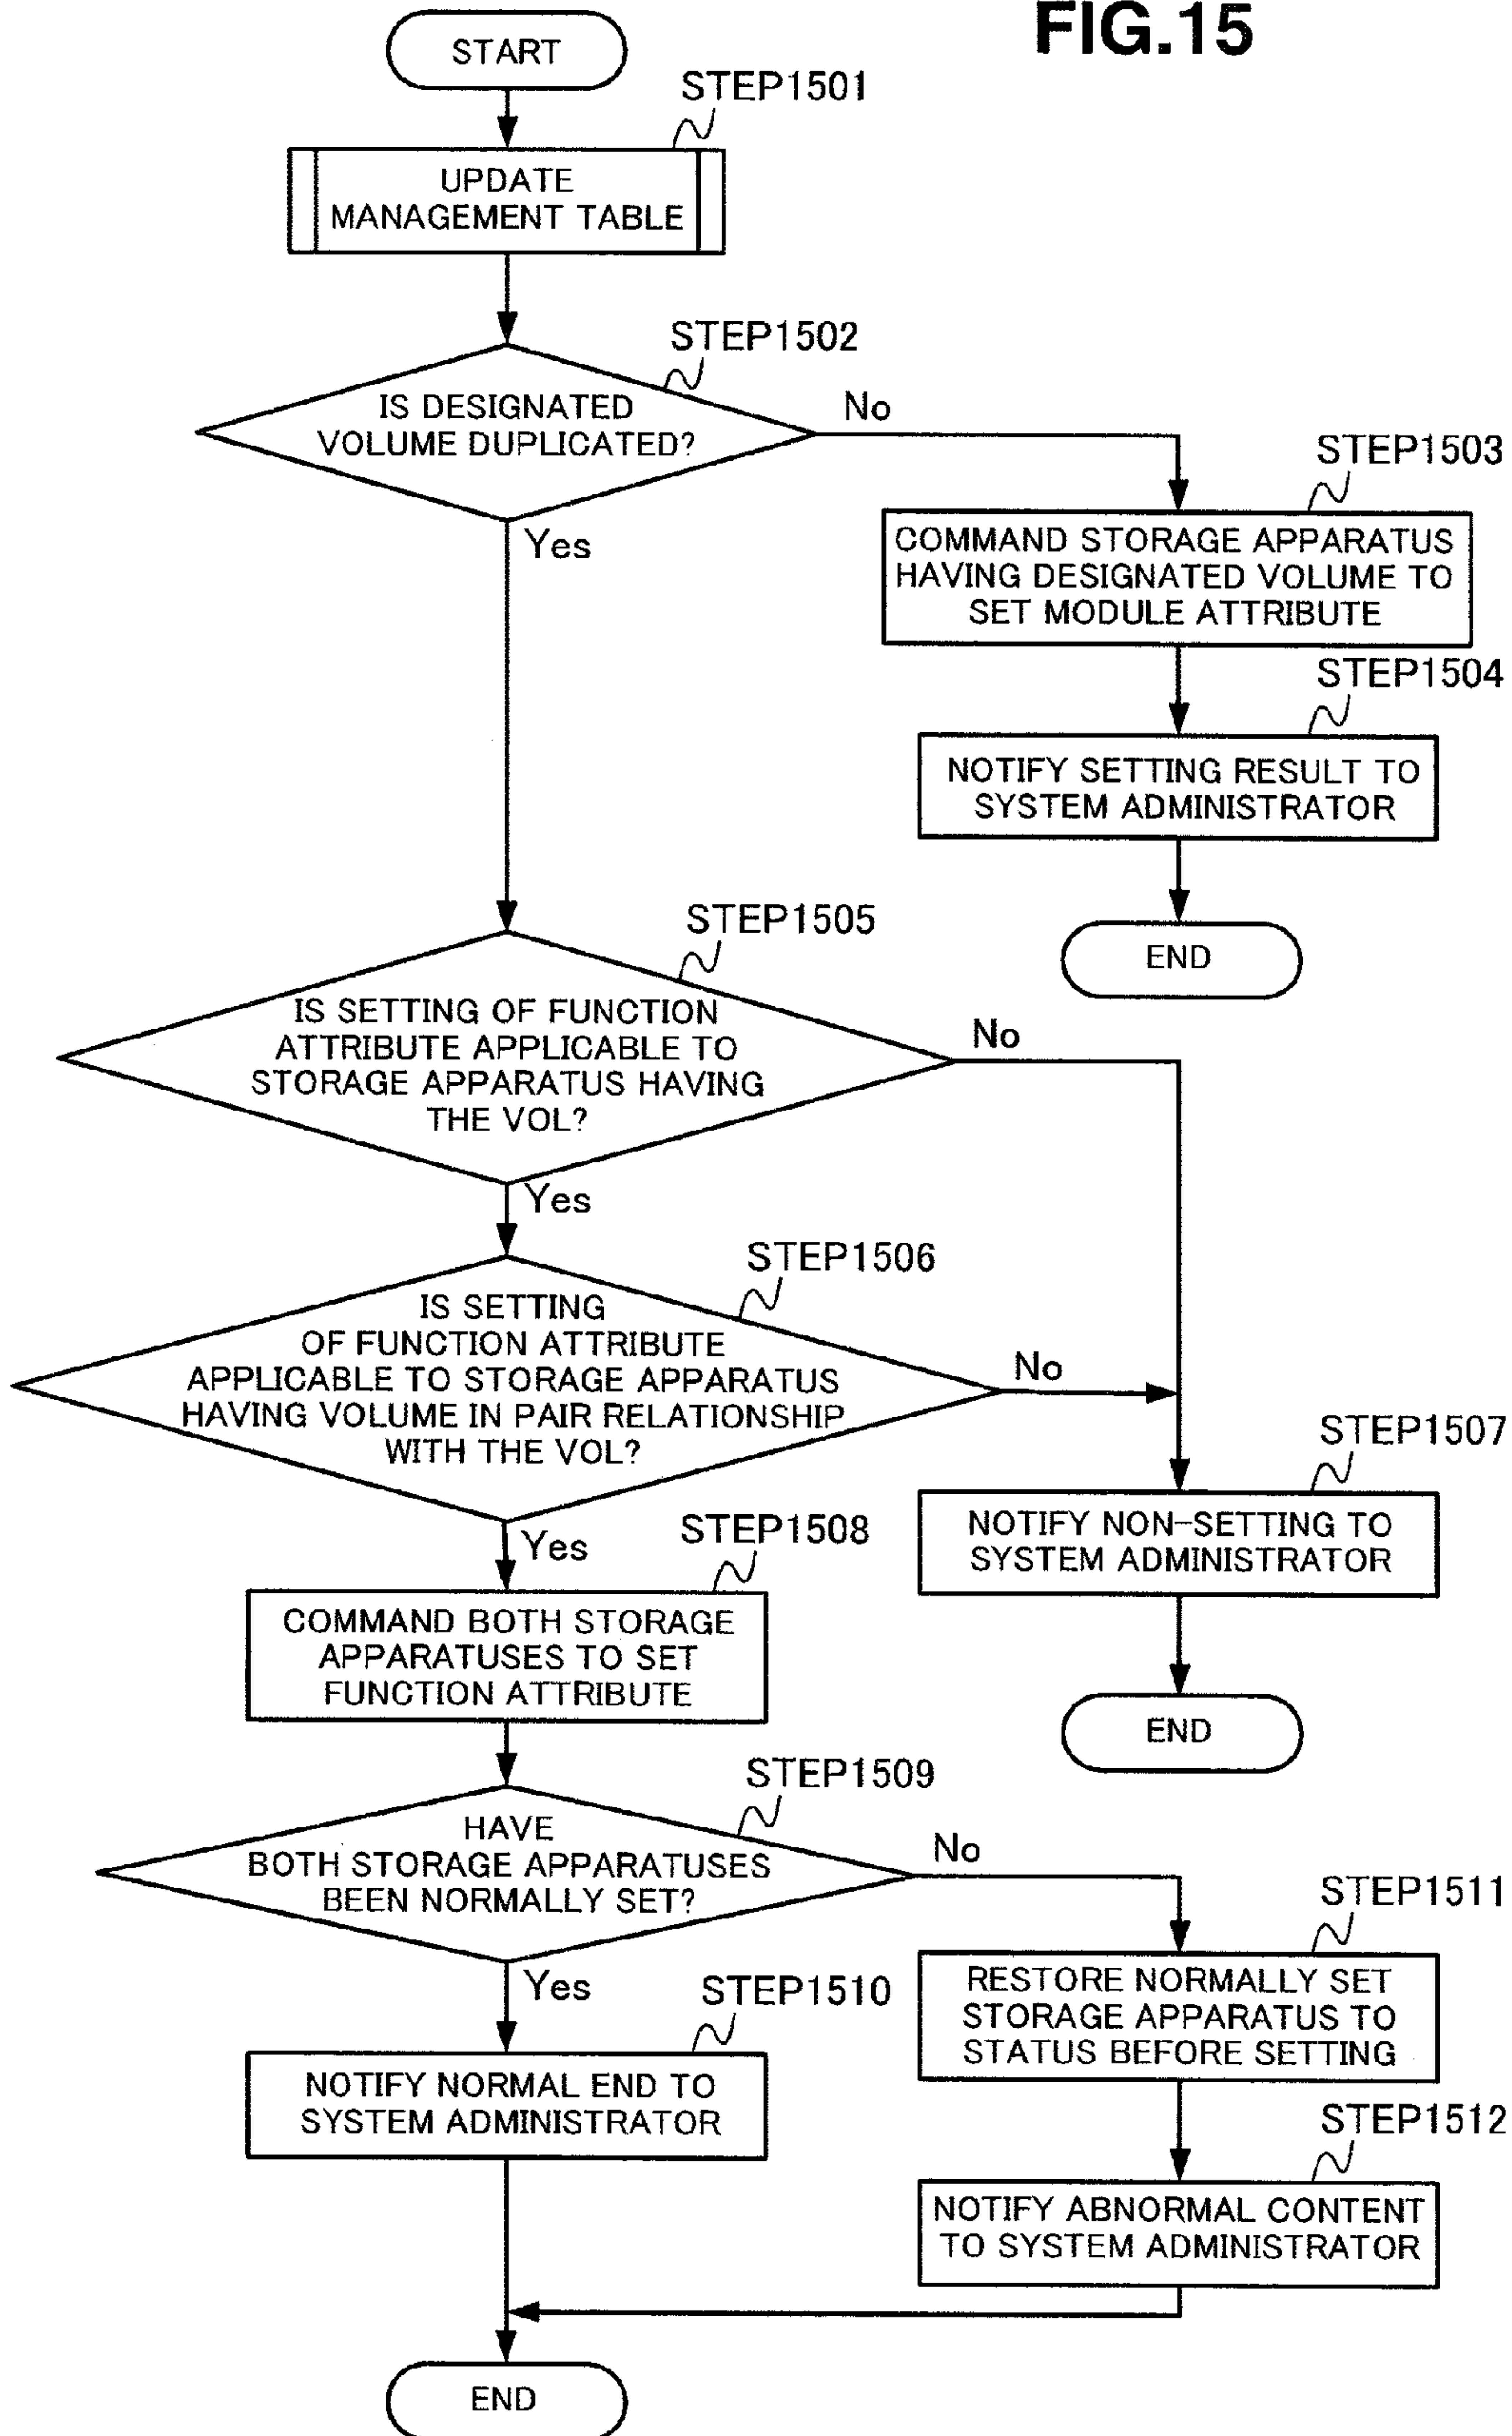 FIG.15
START
STEP1501
UPDATE
MANAGEMENT TABLE
STEP1502
IS DESIGNATED
VOLUME DUPLICATED?
No
Yes
STEP1503
COMMAND STORAGE APPARATUS
HAVING DESIGNATED VOLUME TO
SET MODULE ATTRIBUTE
STEP1504
NOTIFY SETTING RESULT TO
SYSTEM ADMINISTRATOR
END
STEP1505
IS SETTING OF FUNCTION
ATTRIBUTE APPLICABLE TO
STORAGE APPARATUS HAVING
THE VOL?
No
Yes
STEP1506
IS SETTING
OF FUNCTION ATTRIBUTE
APPLICABLE TO STORAGE APPARATUS
HAVING VOLUME IN PAIR RELATIONSHIP
WITH THE VOL?
No
Yes
STEP1507
NOTIFY NON-SETTING TO
SYSTEM ADMINISTRATOR
END
STEP1508
COMMAND BOTH STORAGE
APPARATUSES TO SET
FUNCTION ATTRIBUTE
STEP1509
HAVE
BOTH STORAGE APPARATUSES
BEEN NORMALLY SET?
No
Yes
STEP1510
NOTIFY NORMAL END TO
SYSTEM ADMINISTRATOR
STEP1511
RESTORE NORMALLY SET
STORAGE APPARATUS TO
STATUS BEFORE SETTING
STEP1512
NOTIFY ABNORMAL CONTENT
TO SYSTEM ADMINISTRATOR
END